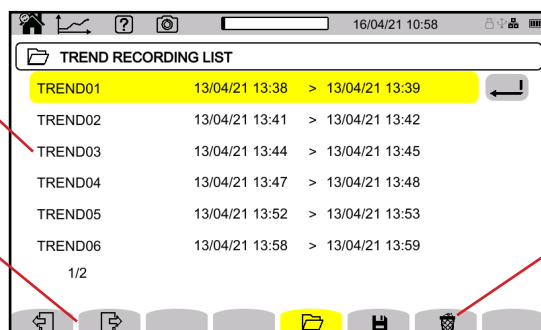 ? 16/04/21 10:58
TREND RECORDING LIST
TREND01 13/04/21 13:38 > 13/04/21 13:39
TREND02 13/04/21 13:41 > 13/04/21 13:42
TREND03 13/04/21 13:44 > 13/04/21 13:45
TREND04 13/04/21 13:47 > 13/04/21 13:48
TREND05 13/04/21 13:52 > 13/04/21 13:53
TREND06 13/04/21 13:58 > 13/04/21 13:59
1/2